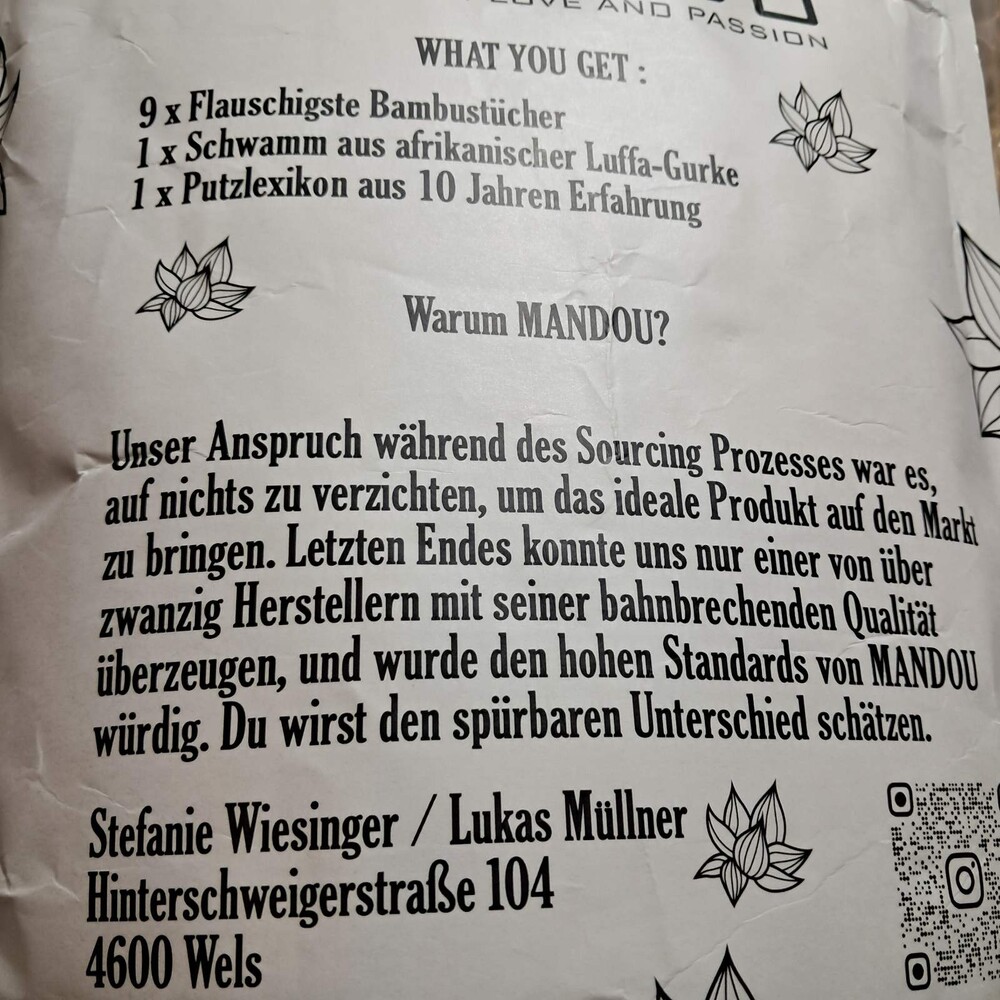 LOVE AND PASSION
WHAT YOU GET :
9 x Flauschigste Bambustücher
1 x Schwamm aus afrikanischer Luffa-Gurke
1 x Putzlexikon aus 10 Jahren Erfahrung
Warum MANDOU?
Unser Anspruch während des Sourcing Prozesses war es,
auf nichts zu verzichten, um das ideale Produkt auf den Markt
zu bringen. Letzten Endes konnte uns nur einer von über
zwanzig Herstellern mit seiner bahnbrechenden Qualität
überzeugen, und wurde den hohen Standards von MANDOU
würdig. Du wirst den spürbaren Unterschied schätzen.
Stefanie Wiesinger / Lukas Müllner
Hinterschweigerstraße 104
4600 Wels